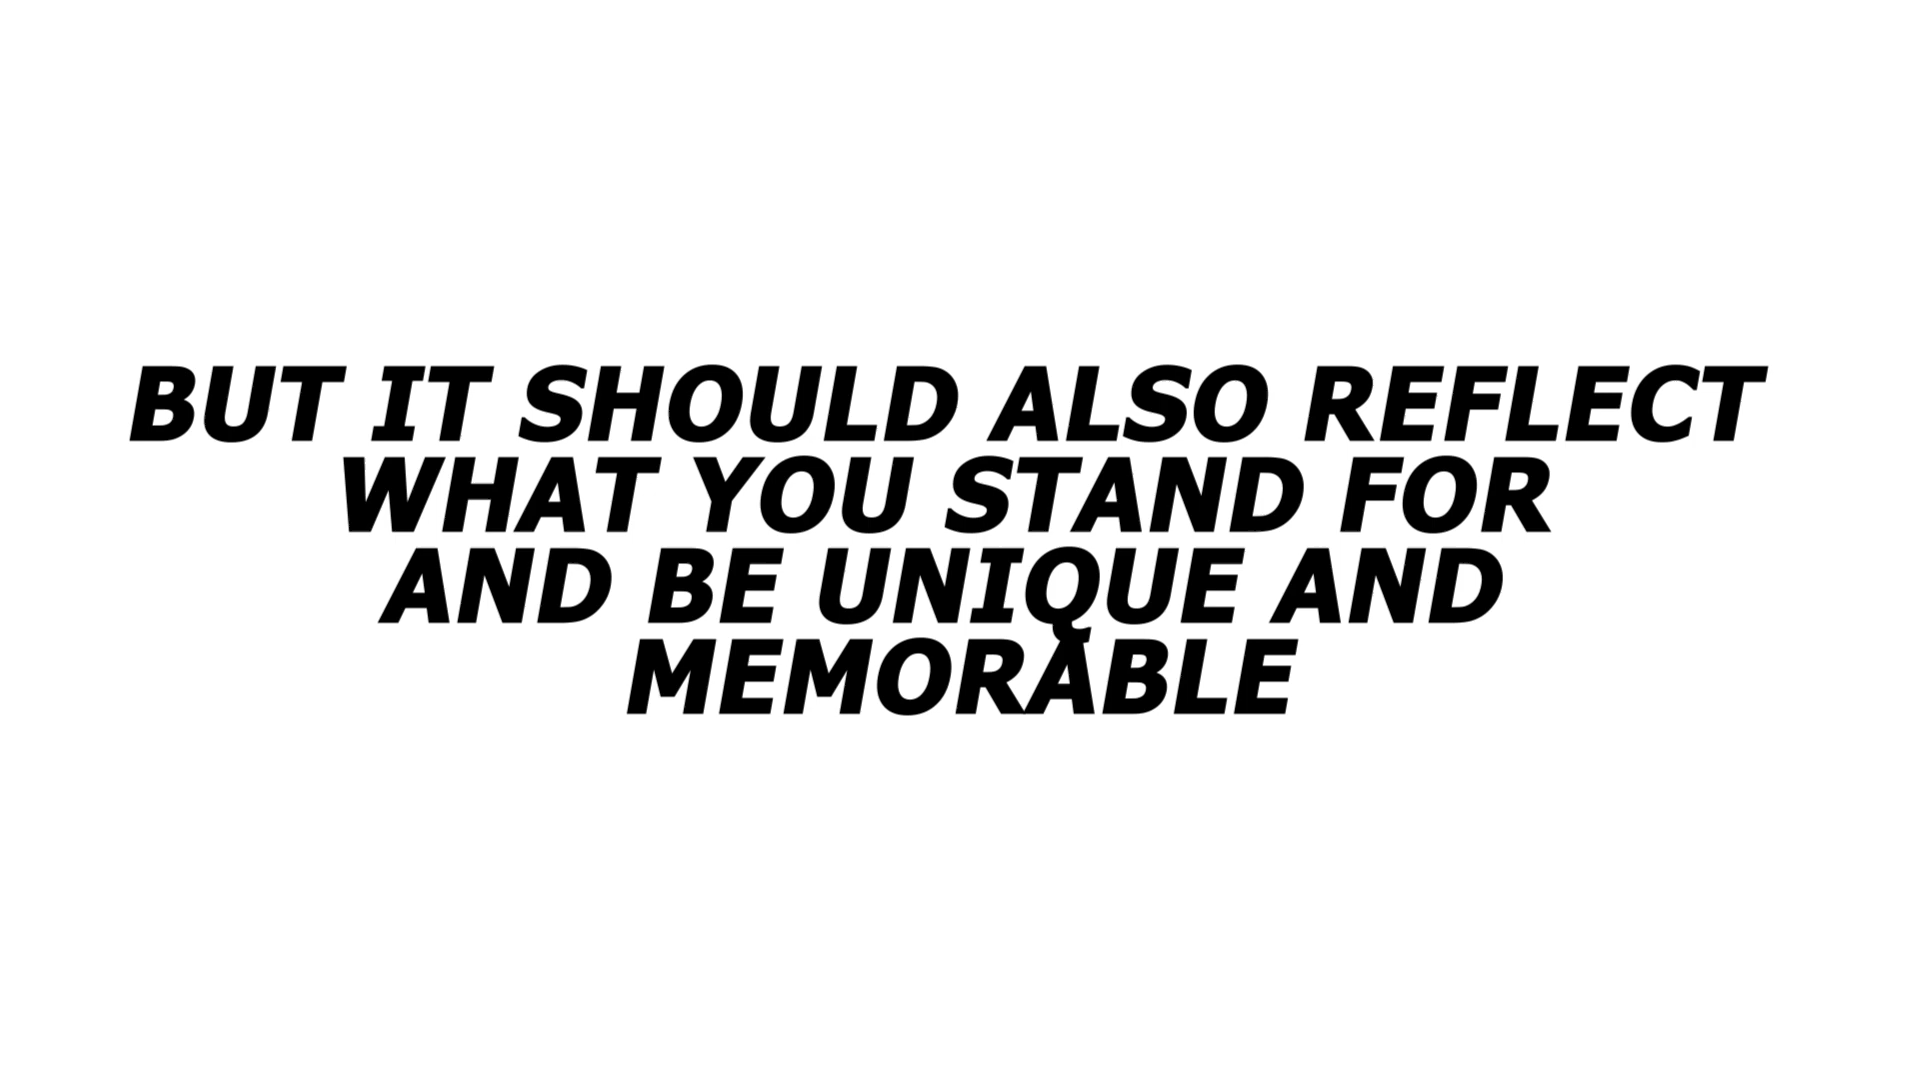 BUT IT SHOULD ALSO REFLECT
WHAT YOU STAND FOR
AND BE UNIQUE AND
MEMORABLE